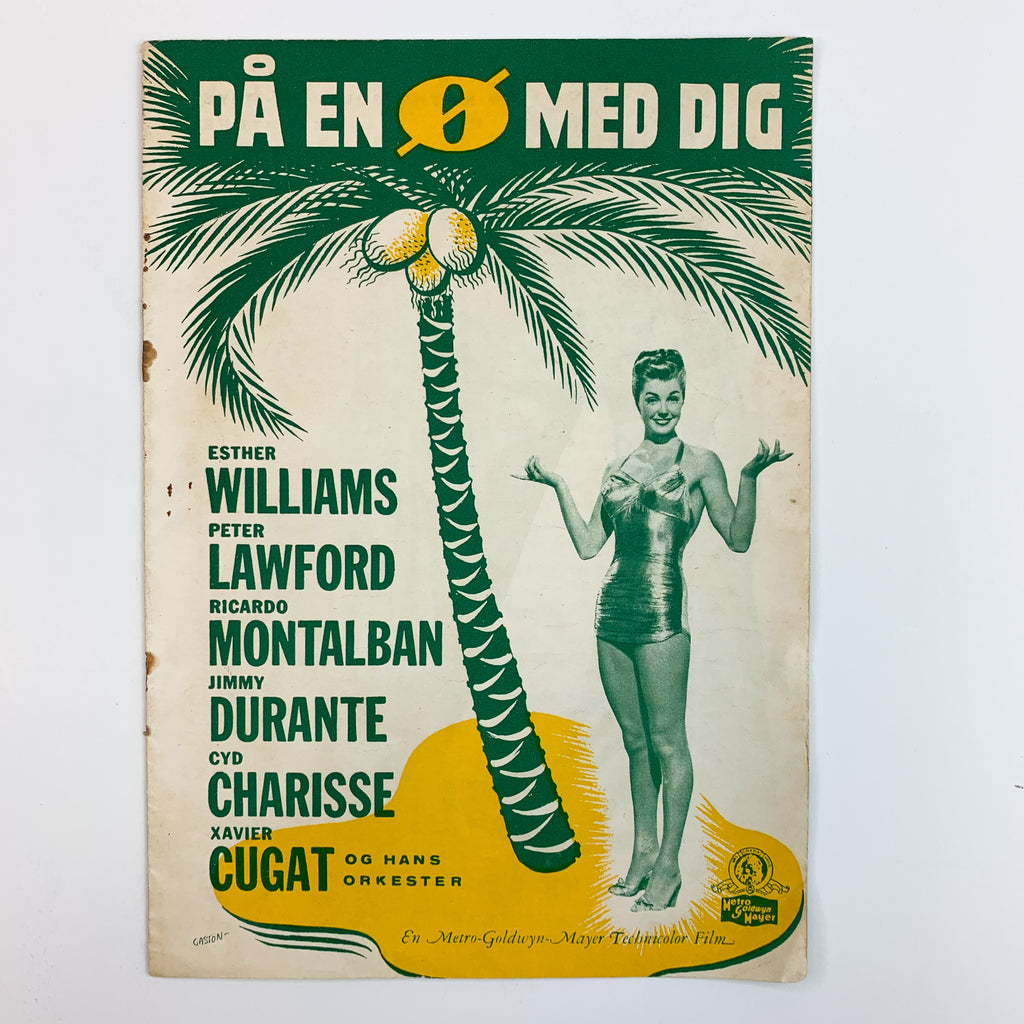 PÅ EN Ø MED DIG
ESTHER
WILLIAMS
PETER
LAWFORD
RICARDO
MONTALBAN
JIMMY
DURANTE
CYD
CHARISSE
XAVIER
CUGAT OG HANS
ORKESTER
Metro
Goldwyn
Mayer
GASTON-
En Metro-Goldwyn-Mayer Technicolor Film